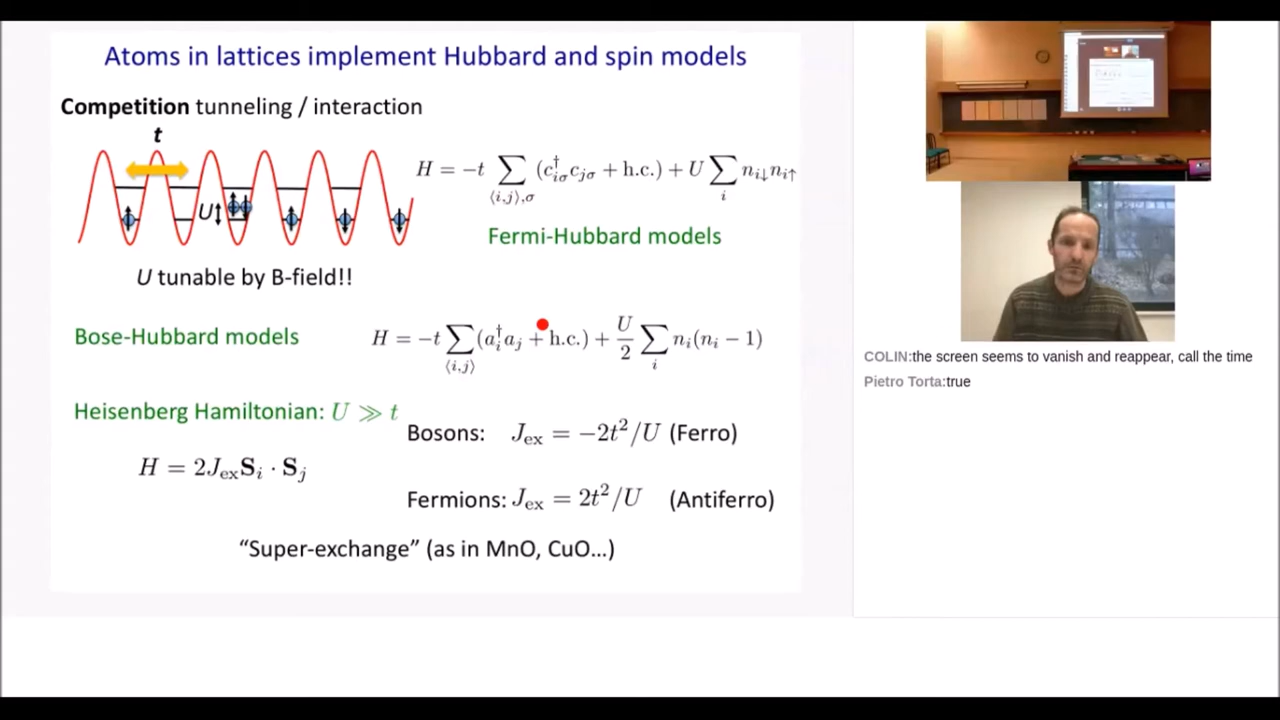 Atoms in lattices implement Hubbard and spin models
Competition tunneling / interaction
t
U
H = −t ∑⟨i,j⟩,σ (c†iσ cjσ + h.c.) + U ∑i ni↓ni↑
Fermi-Hubbard models
U tunable by B-field!!
Bose-Hubbard models
H = −t ∑⟨i,j⟩ (a†i aj + h.c.) + U/2 ∑i ni(ni − 1)
Heisenberg Hamiltonian: U ≫ t
Bosons: Jex = −2t²/U (Ferro)
H = 2JexSi · Sj
Fermions: Jex = 2t²/U (Antiferro)
“Super-exchange” (as in MnO, CuO...)
COLIN:the screen seems to vanish and reappear, call the time
Pietro Torta:true